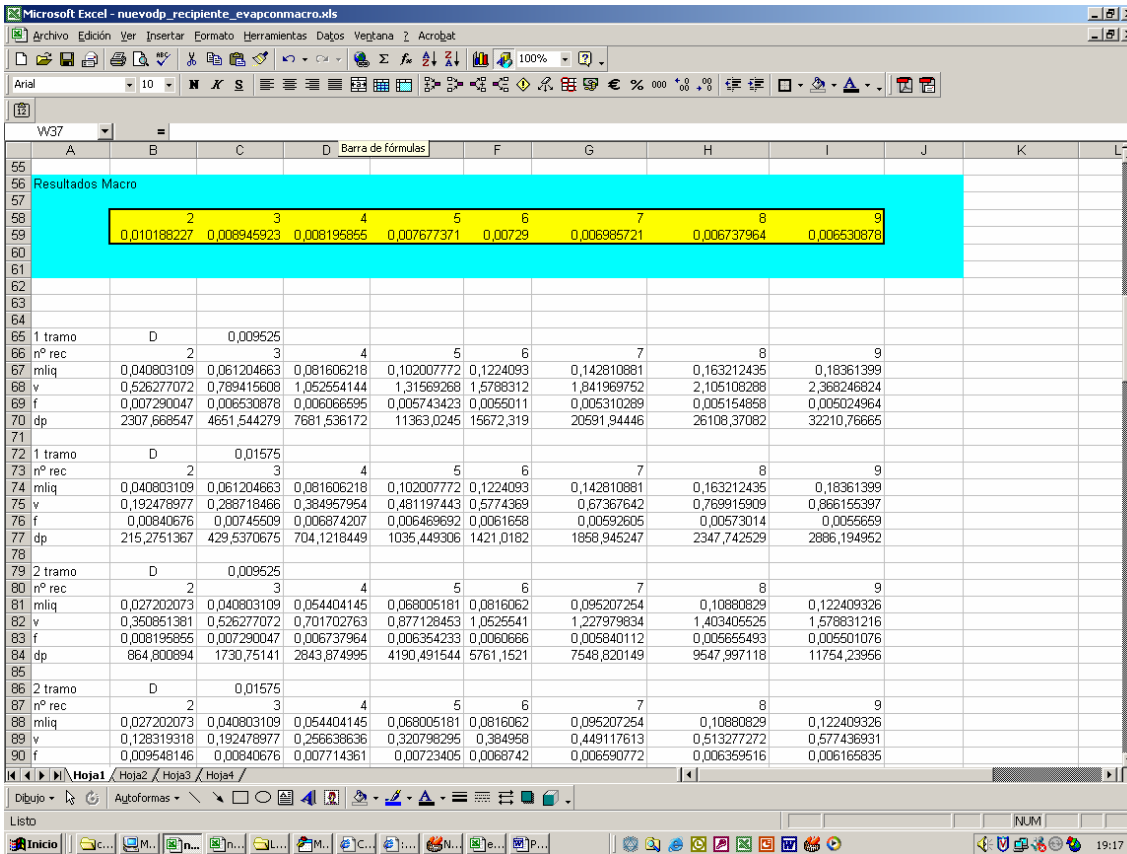 Microsoft Excel - nuevodp_recipiente_evapconmacro.xls
Archivo Edición Ver Insertar Formato Herramientas Datos Ventana ? Acrobat
100%
Arial 10 N K S € % 000
W37 =
Barra de fórmulas
A B C D F G H I J K L
55
56 Resultados Macro
57
58 2 3 4 5 6 7 8 9
59 0,010188227 0,008945923 0,008195855 0,007677371 0,00729 0,006985721 0,006737964 0,006530878
60
61
62
63
64
65 1 tramo D 0,009525
66 nº rec 2 3 4 5 6 7 8 9
67 mliq 0,040803109 0,061204663 0,081606218 0,102007772 0,1224093 0,142810881 0,163212435 0,18361399
68 v 0,526277072 0,789415608 1,052554144 1,31569268 1,5788312 1,841969752 2,105108288 2,368246824
69 f 0,007290047 0,006530878 0,006066595 0,005743423 0,0055011 0,005310289 0,005154858 0,005024964
70 dp 2307,668547 4651,544279 7681,536172 11363,0245 15672,319 20591,94446 26108,37082 32210,76665
71
72 1 tramo D 0,01575
73 nº rec 2 3 4 5 6 7 8 9
74 mliq 0,040803109 0,061204663 0,081606218 0,102007772 0,1224093 0,142810881 0,163212435 0,18361399
75 v 0,192478977 0,288718466 0,384957954 0,481197443 0,5774369 0,67367642 0,769915909 0,866155397
76 f 0,00840676 0,00745509 0,006874207 0,006469692 0,0061658 0,00592605 0,00573014 0,0055659
77 dp 215,2751367 429,5370675 704,1218449 1035,449306 1421,0182 1858,945247 2347,742529 2886,194952
78
79 2 tramo D 0,009525
80 nº rec 2 3 4 5 6 7 8 9
81 mliq 0,027202073 0,040803109 0,054404145 0,068005181 0,0816062 0,095207254 0,10880829 0,122409326
82 v 0,350851381 0,526277072 0,701702763 0,877128453 1,0525541 1,227979834 1,403405525 1,578831216
83 f 0,008195855 0,007290047 0,006737964 0,006354233 0,0060666 0,005840112 0,005655493 0,005501076
84 dp 864,800894 1730,75141 2843,874995 4190,491544 5761,1521 7548,820149 9547,997118 11754,23956
85
86 2 tramo D 0,01575
87 nº rec 2 3 4 5 6 7 8 9
88 mliq 0,027202073 0,040803109 0,054404145 0,068005181 0,0816062 0,095207254 0,10880829 0,122409326
89 v 0,128319318 0,192478977 0,256638636 0,320798295 0,384958 0,449117613 0,513277272 0,577436931
90 f 0,009548146 0,00840676 0,007714361 0,00723405 0,0068742 0,006590772 0,006359516 0,006165835
Hoja1 Hoja2 Hoja3 Hoja4
Dibujo Autoformas
Listo NUM
Inicio C... M... n... n... L... M... C... :... N... e... P... 19:17